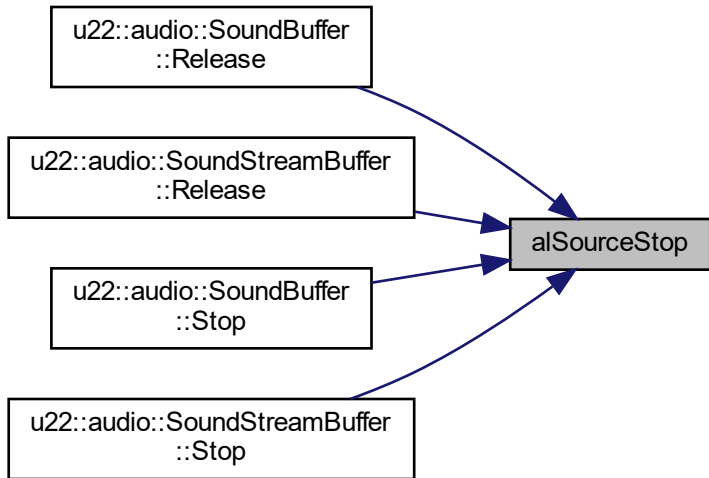 u22::audio::SoundBuffer
::Release
u22::audio::SoundStreamBuffer
::Release
alSourceStop
u22::audio::SoundBuffer
::Stop
u22::audio::SoundStreamBuffer
::Stop